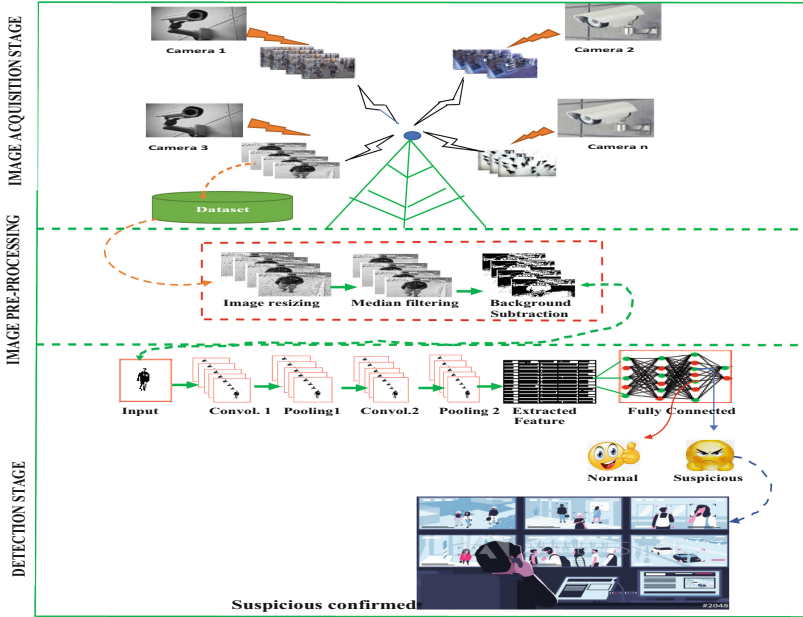 IMAGE ACQUISITION STAGE
Camera 1
Camera 2
Camera 3
Camera n
Dataset
IMAGE PRE-PROCESSING
Image resizing
Median filtering
Background
Subtraction
DETECTION STAGE
Input
Convol. 1
Pooling1
Convol.2
Pooling 2
Extracted
Feature
Fully Connected
Normal
Suspicious
Suspicious confirmed
#2048